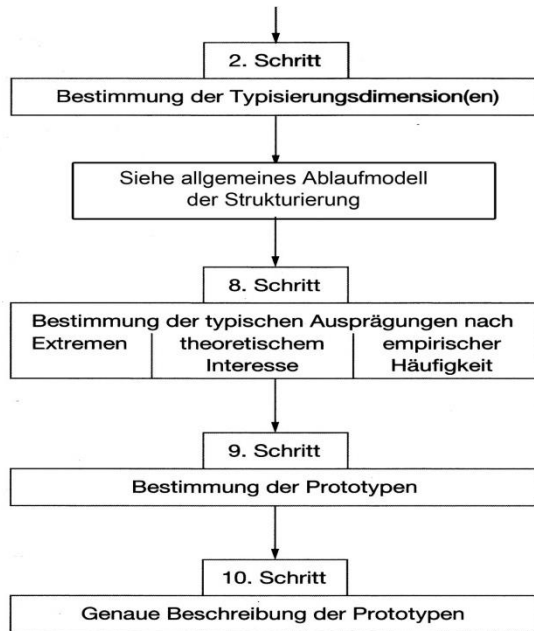 2. Schritt
Bestimmung der Typisierungsdimension(en)
Siehe allgemeines Ablaufmodell
der Strukturierung
8. Schritt
Bestimmung der typischen Ausprägungen nach
Extremen theoretischem empirischer
Interesse Häufigkeit
9. Schritt
Bestimmung der Prototypen
10. Schritt
Genaue Beschreibung der Prototypen